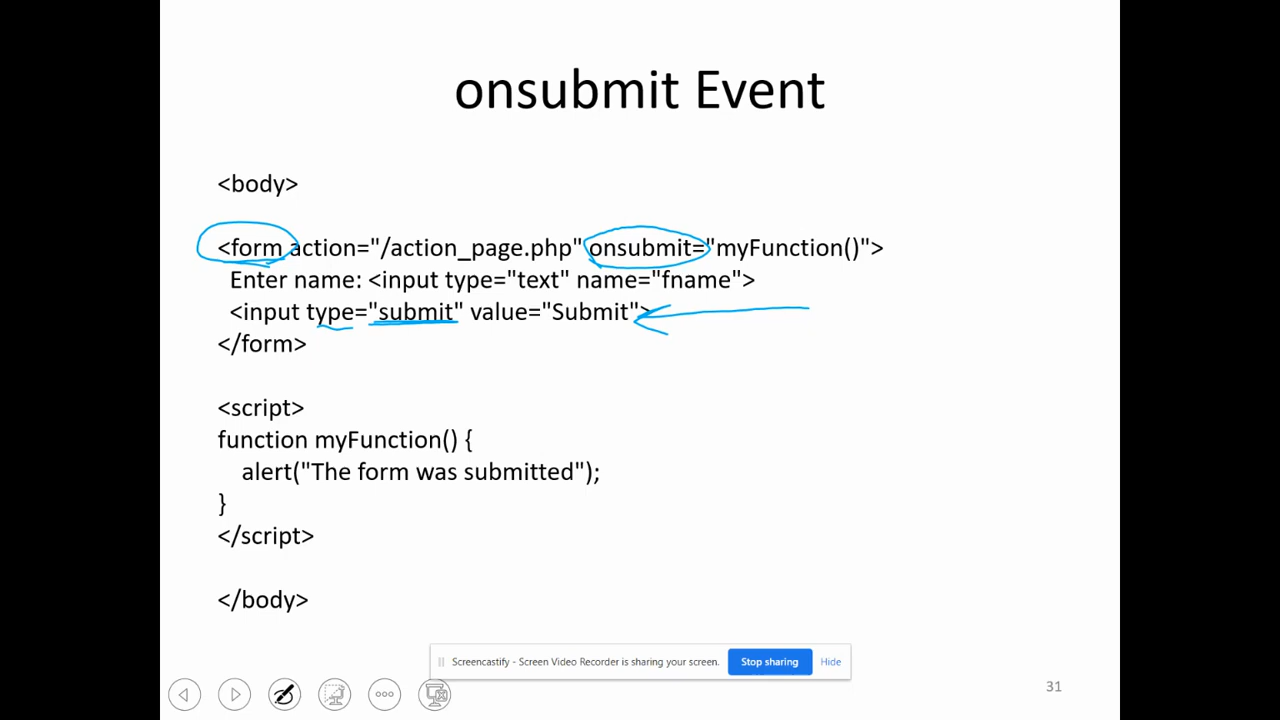 onsubmit Event
<body>
<form action="/action_page.php" onsubmit="myFunction()">
Enter name: <input type="text" name="fname">
<input type="submit" value="Submit">
</form>
<script>
function myFunction() {
alert("The form was submitted");
}
</script>
</body>
Screencastify - Screen Video Recorder is sharing your screen. Stop sharing Hide
31